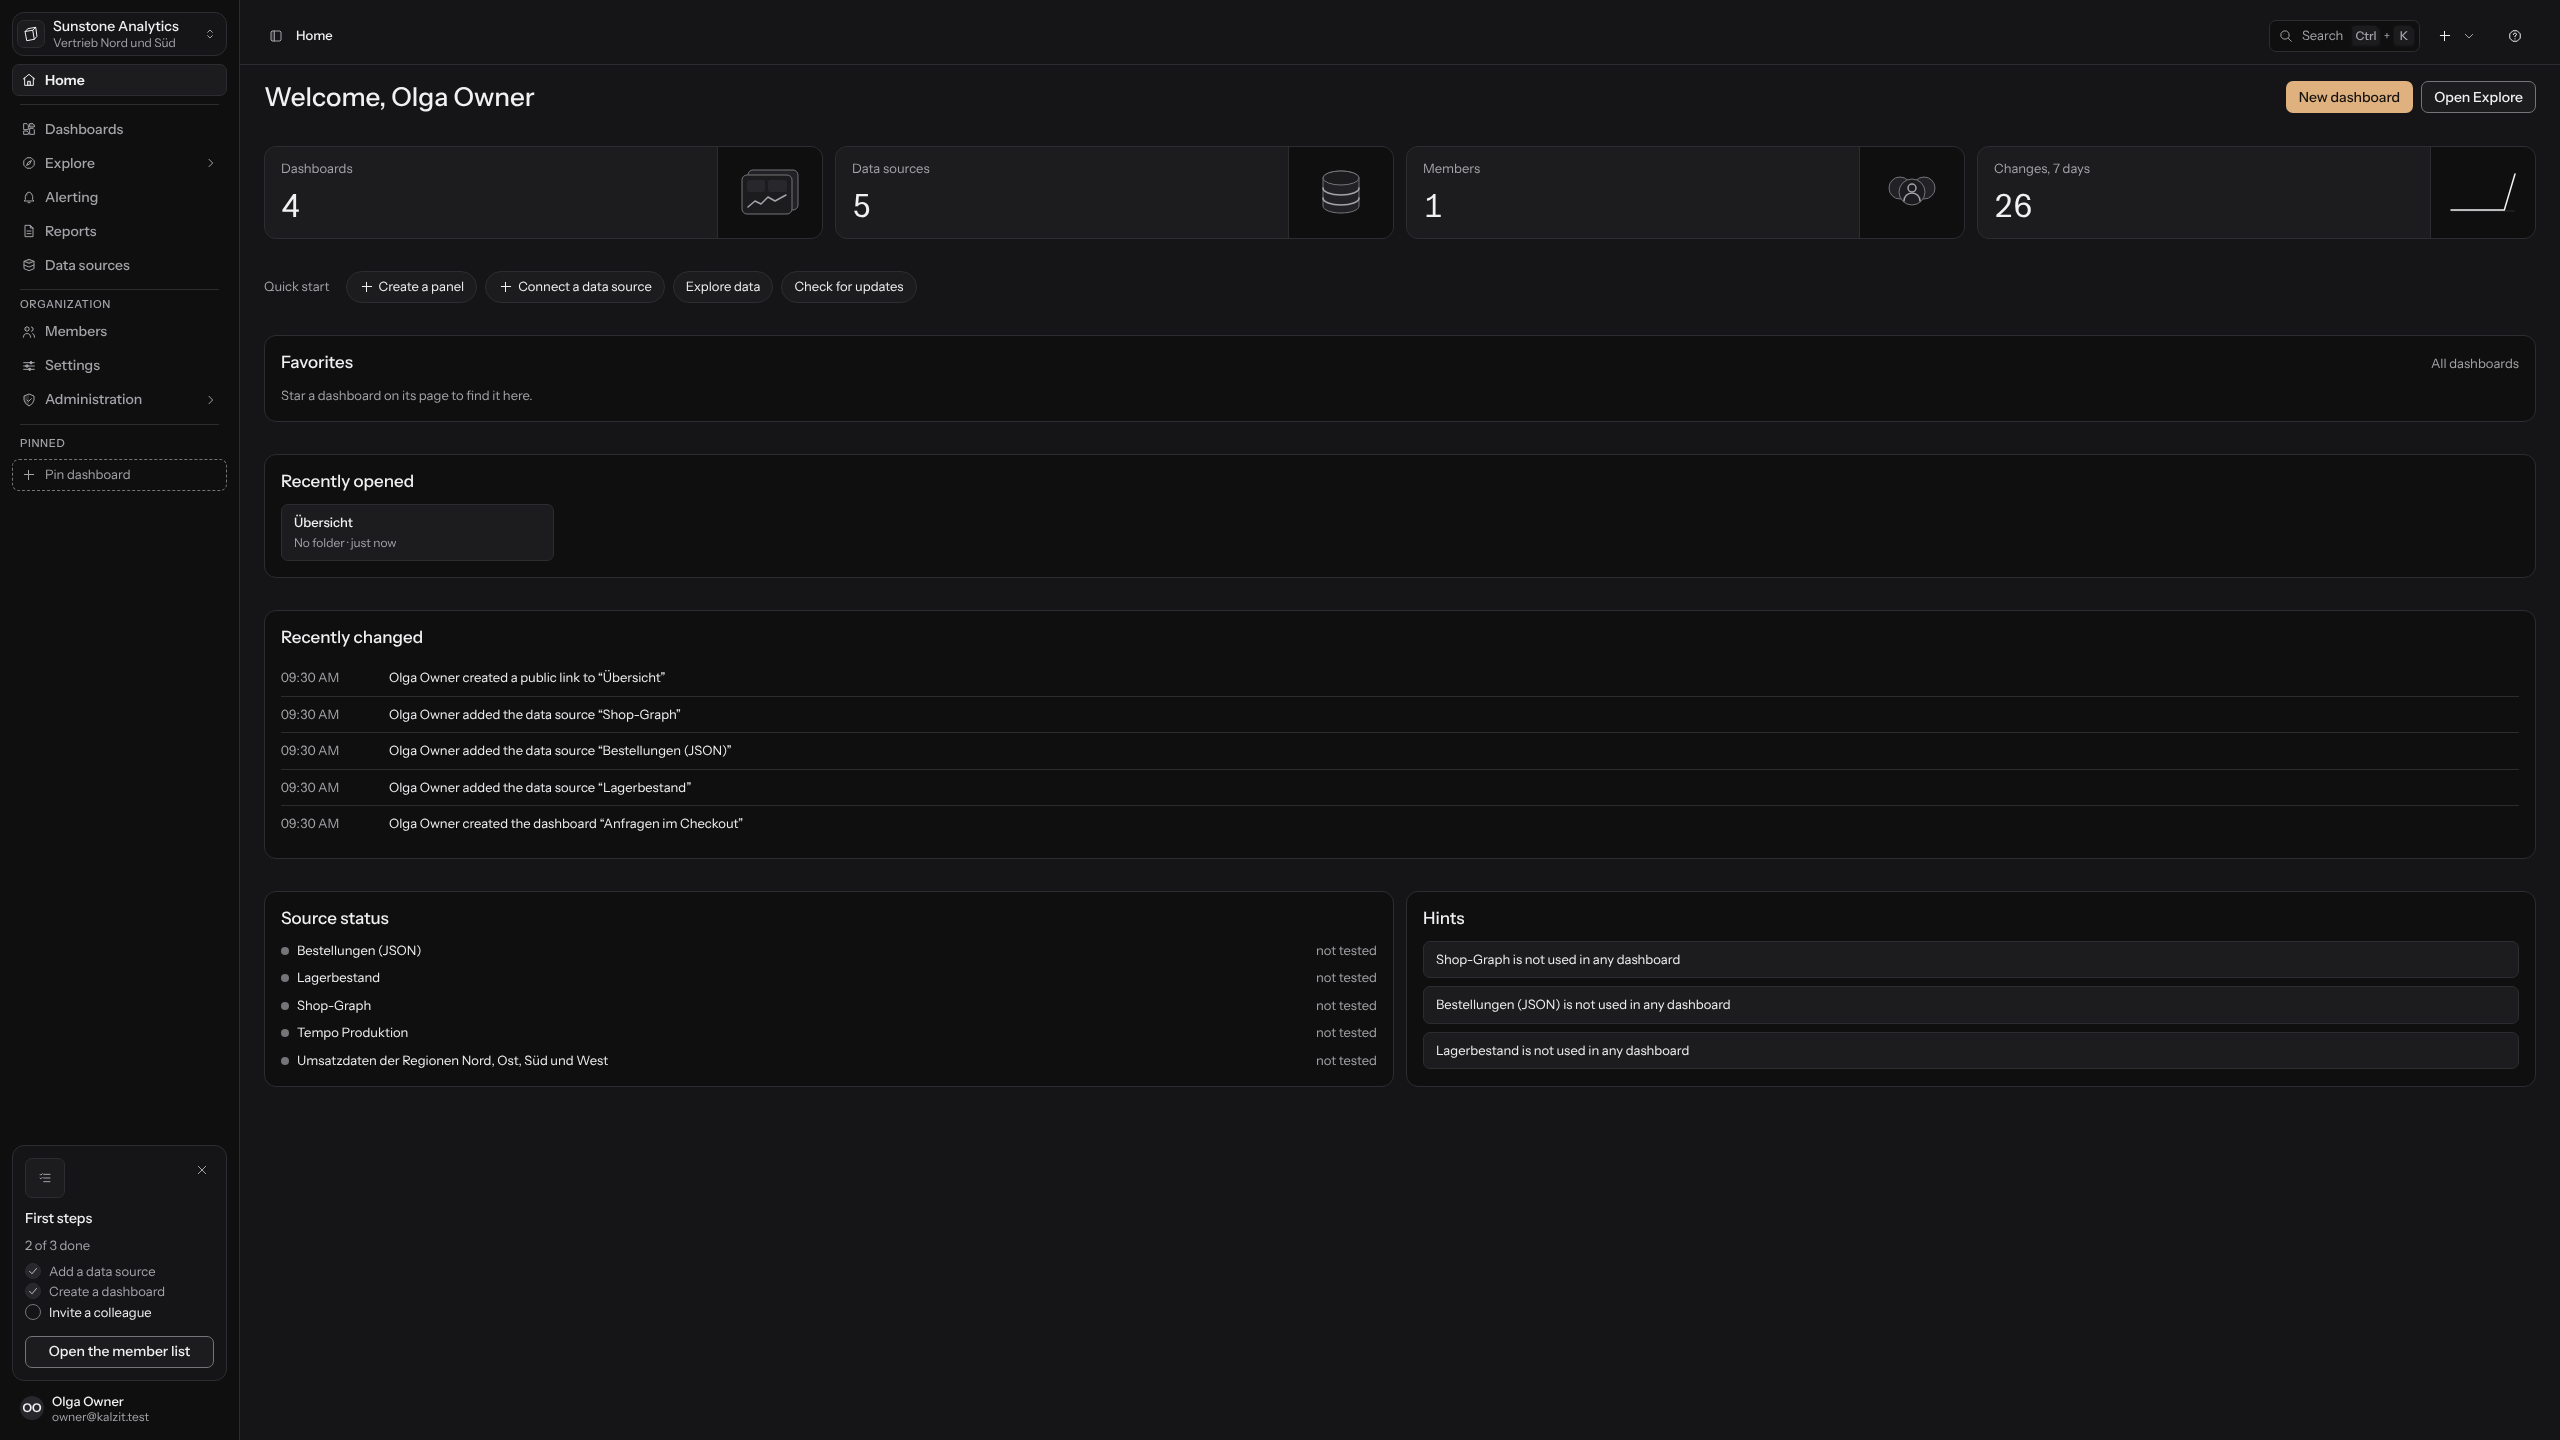 Sunstone Analytics
Vertrieb Nord und Süd
Home
Dashboards
Explore
Alerting
Reports
Data sources
ORGANIZATION
Members
Settings
Administration
PINNED
Pin dashboard
First steps
2 of 3 done
Add a data source
Create a dashboard
Invite a colleague
Open the member list
OO
Olga Owner
owner@kalzit.test
Home
Search Ctrl + K
Welcome, Olga Owner
New dashboard
Open Explore
Dashboards
4
Data sources
5
Members
1
Changes, 7 days
26
Quick start
Create a panel
Connect a data source
Explore data
Check for updates
Favorites
All dashboards
Star a dashboard on its page to find it here.
Recently opened
Übersicht
No folder · just now
Recently changed
09:30 AM Olga Owner created a public link to “Übersicht”
09:30 AM Olga Owner added the data source “Shop-Graph”
09:30 AM Olga Owner added the data source “Bestellungen (JSON)”
09:30 AM Olga Owner added the data source “Lagerbestand”
09:30 AM Olga Owner created the dashboard “Anfragen im Checkout”
Source status
Bestellungen (JSON) not tested
Lagerbestand not tested
Shop-Graph not tested
Tempo Produktion not tested
Umsatzdaten der Regionen Nord, Ost, Süd und West not tested
Hints
Shop-Graph is not used in any dashboard
Bestellungen (JSON) is not used in any dashboard
Lagerbestand is not used in any dashboard